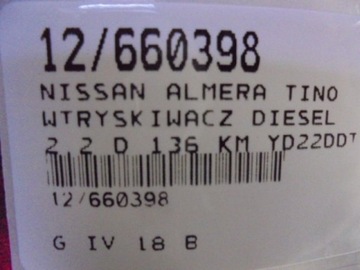 12/660398
NISSAN ALMERA TINO
WTRYSKIWACZ DIESEL
2 2 D 136 KM YD22DDT
12/660398
G IV 18 B